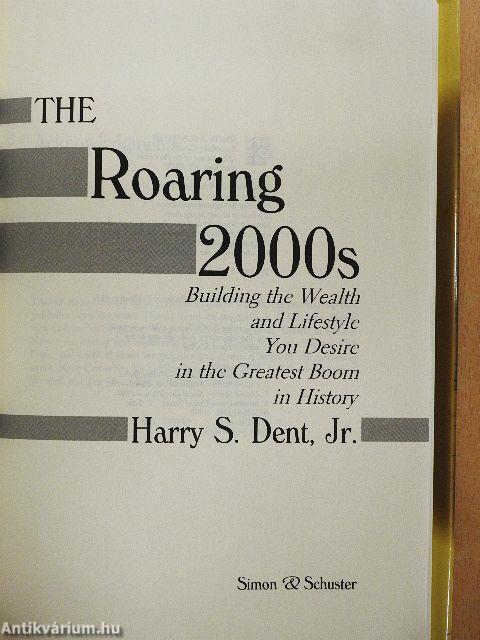 THE
Roaring
2000s
Building the Wealth
and Lifestyle
You Desire
in the Greatest Boom
in History
Harry S. Dent, Jr.
Simon & Schuster
Antikvárium.hu